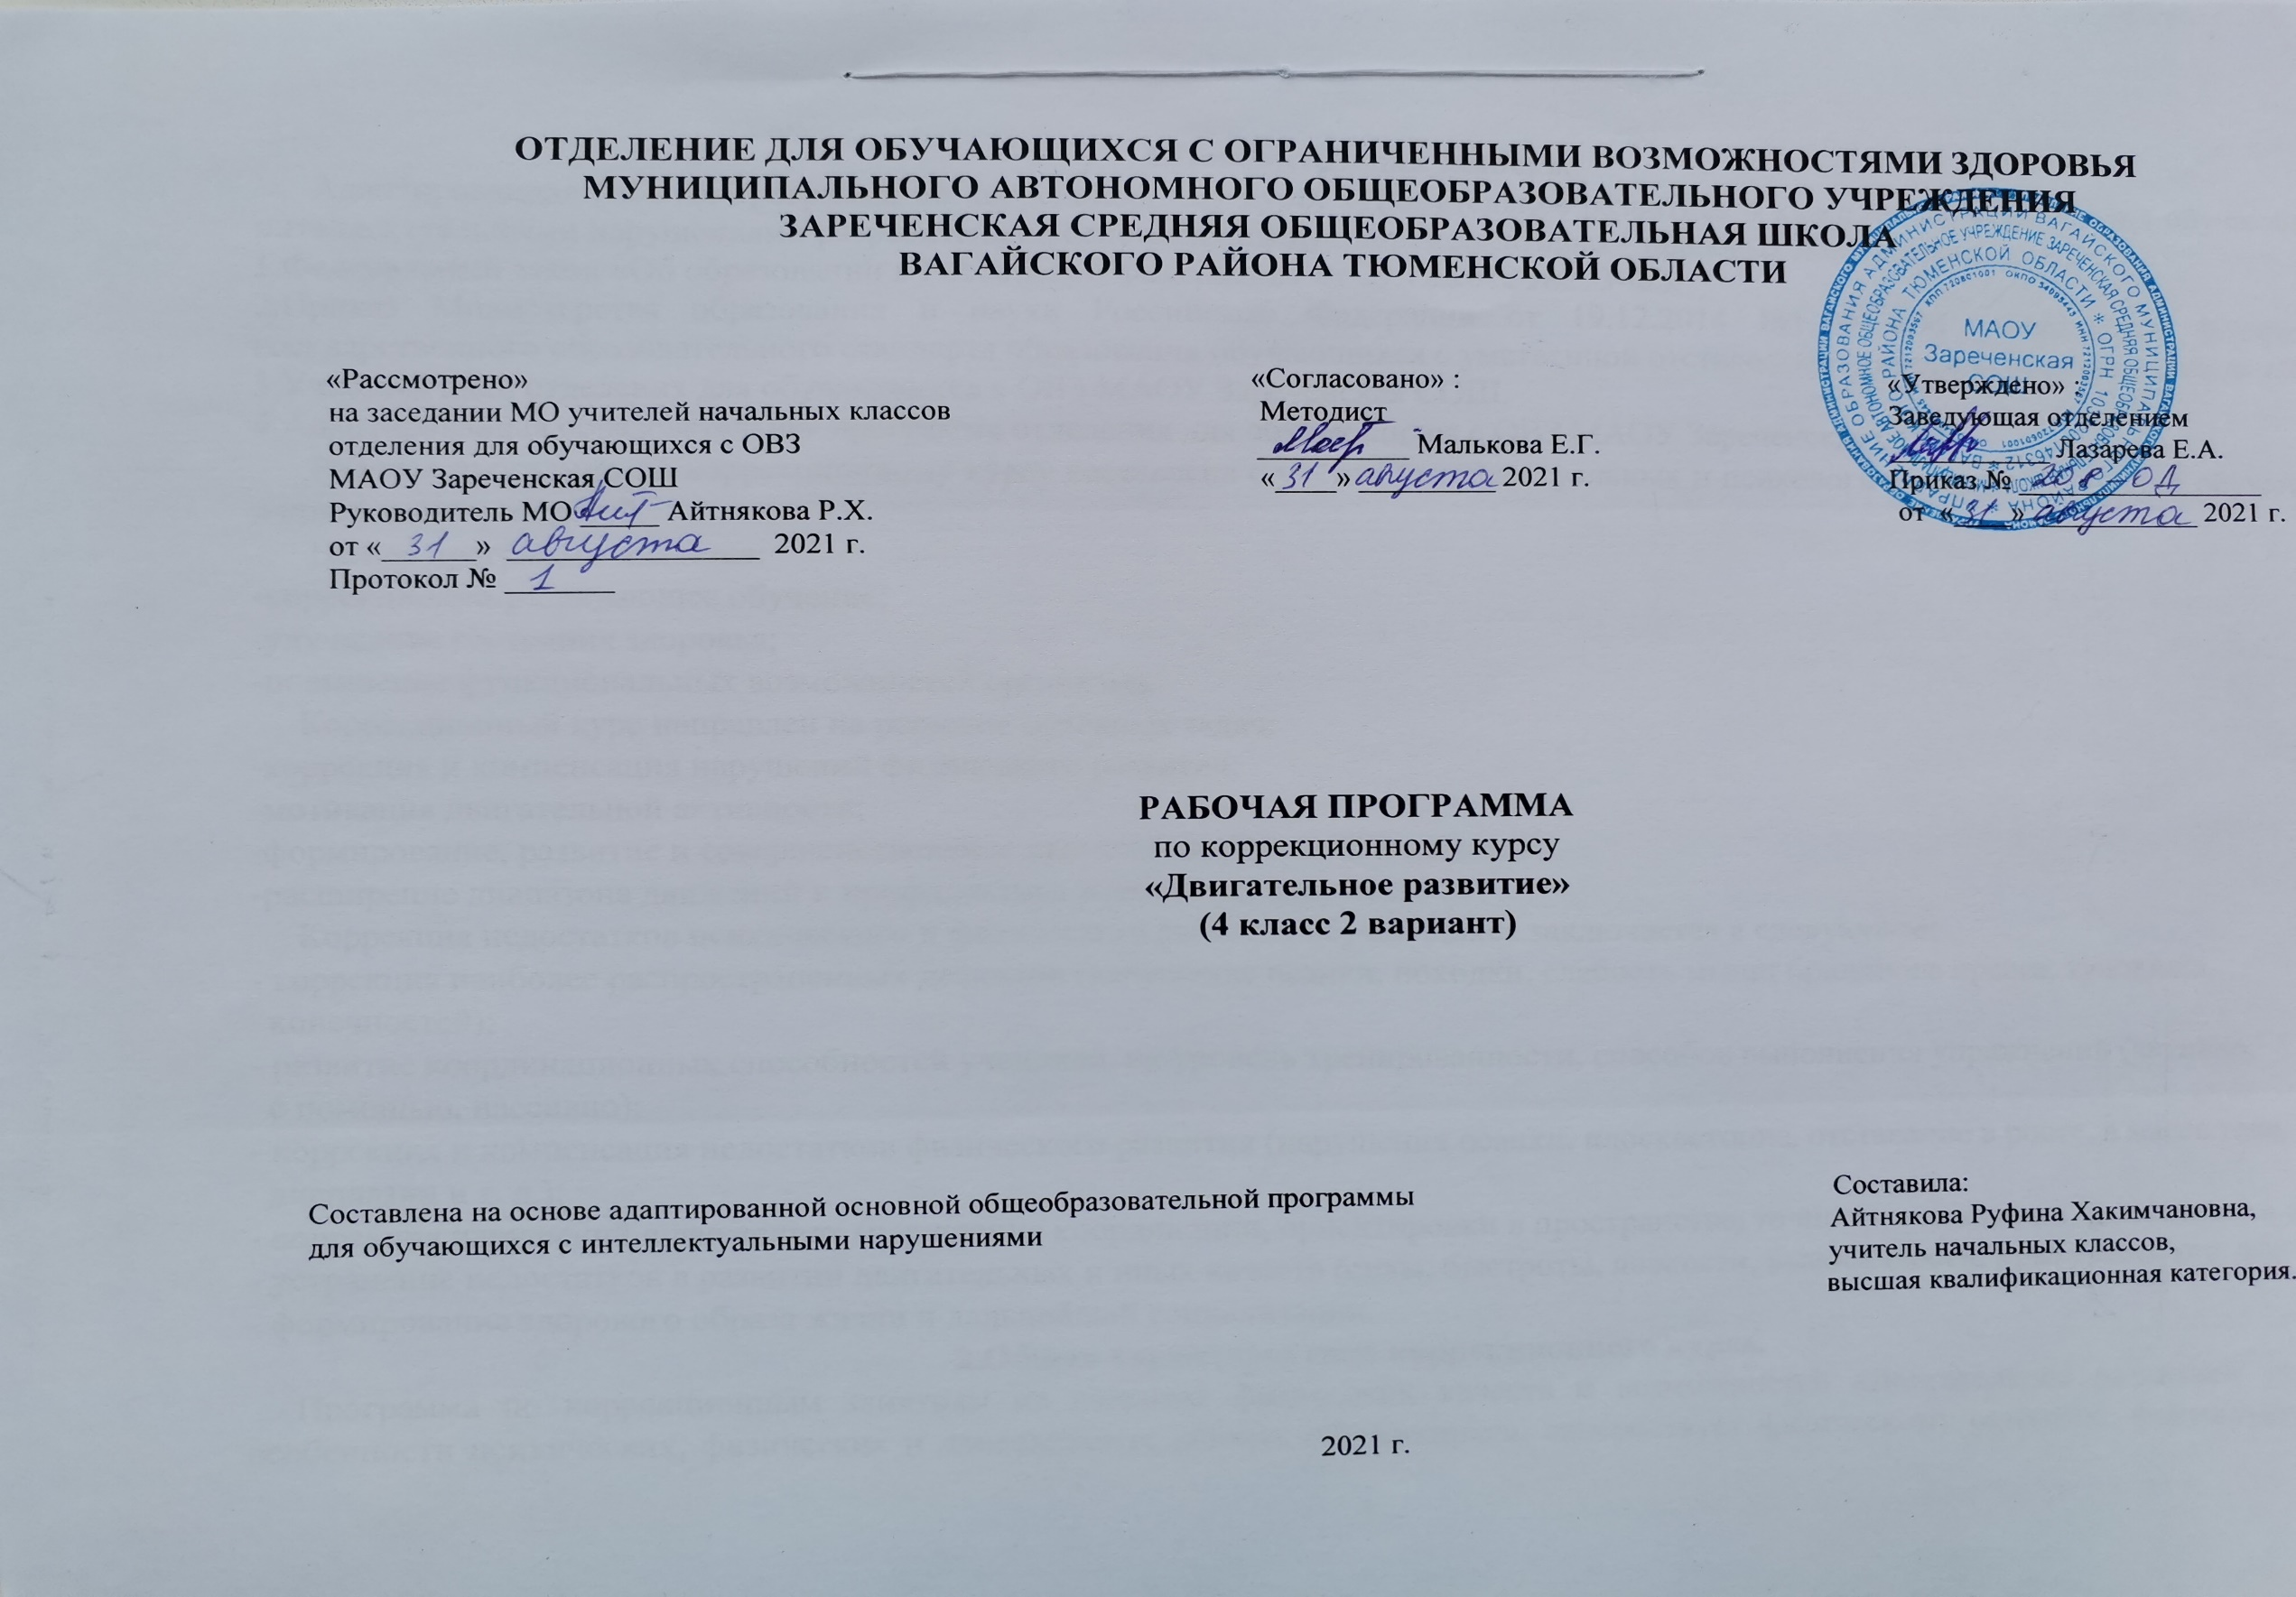 ОТДЕЛЕНИЕ ДЛЯ ОБУЧАЮЩИХСЯ С ОГРАНИЧЕННЫМИ ВОЗМОЖНОСТЯМИ ЗДОРОВЬЯ
МУНИЦИПАЛЬНОГО АВТОНОМНОГО ОБЩЕОБРАЗОВАТЕЛЬНОГО УЧРЕЖДЕНИЯ
ЗАРЕЧЕНСКАЯ СРЕДНЯЯ ОБЩЕОБРАЗОВАТЕЛЬНАЯ ШКОЛА
ВАГАЙСКОГО РАЙОНА ТЮМЕНСКОЙ ОБЛАСТИ
«Рассмотрено»
на заседании МО учителей начальных классов
отделения для обучающихся с ОВЗ
МАОУ Зареченская СОШ
Руководитель МО Айтнякова Р.Х.
от «31» августа 2021 г.
Протокол № 1
«Согласовано» :
Методист
Малькова Е.Г.
«31» августа 2021 г.
МАОУ
Зареченская
СОШ
«Утверждено» :
Заведующая отделением
Лазарева Е.А.
Приказ №
от «31» августа 2021 г.
РАБОЧАЯ ПРОГРАММА
по коррекционному курсу
«Двигательное развитие»
(4 класс 2 вариант)
Составлена на основе адаптированной основной общеобразовательной программы
для обучающихся с интеллектуальными нарушениями
Составила:
Айтнякова Руфина Хакимчановна,
учитель начальных классов,
высшая квалификационная категория.
2021 г.